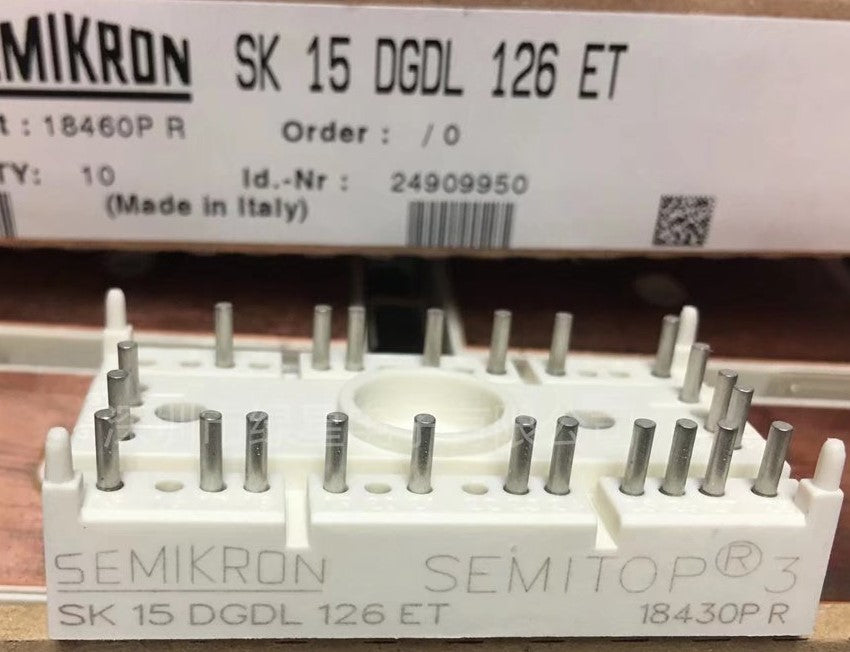 EMIKRON SK 15 DGDL 126 ET
t : 18460P R Order : / 0
TY: 10 Id.-Nr : 24909950
(Made in Italy)
SEMIKRON SEMITOP®3
SK 15 DGDL 126 ET 18430P R